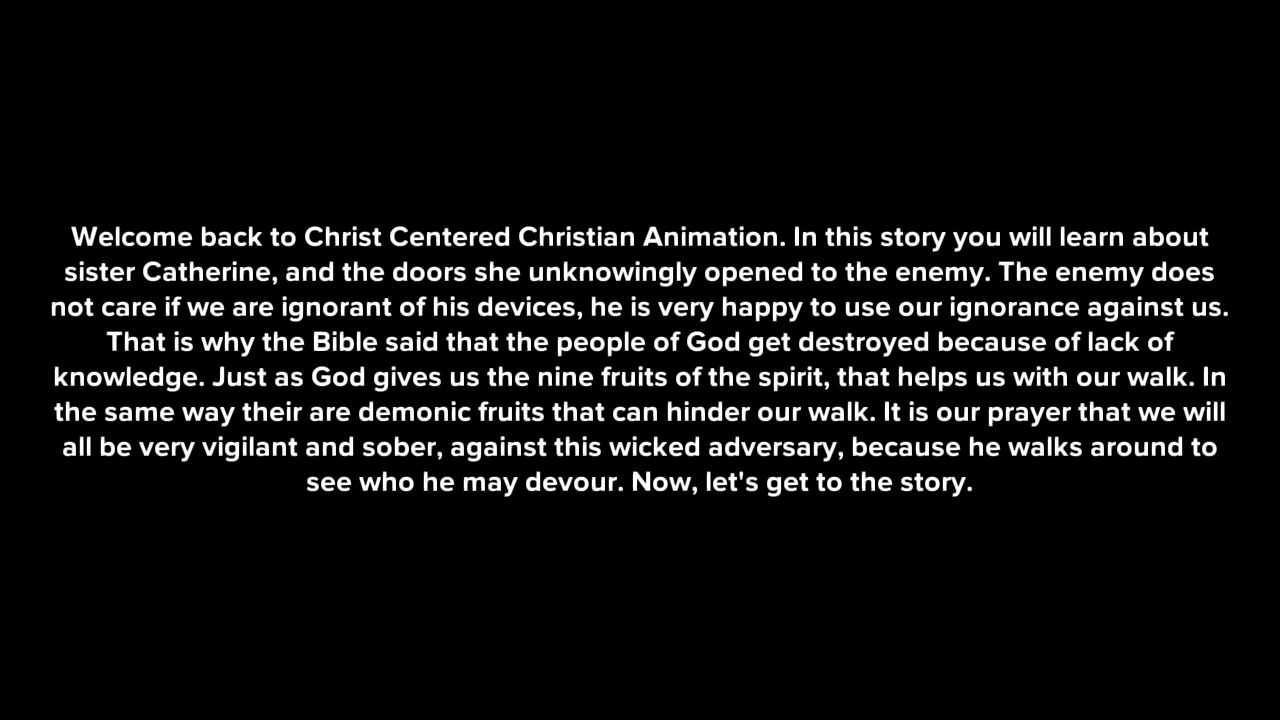 Welcome back to Christ Centered Christian Animation. In this story you will learn about
sister Catherine, and the doors she unknowingly opened to the enemy. The enemy does
not care if we are ignorant of his devices, he is very happy to use our ignorance against us.
That is why the Bible said that the people of God get destroyed because of lack of
knowledge. Just as God gives us the nine fruits of the spirit, that helps us with our walk. In
the same way their are demonic fruits that can hinder our walk. It is our prayer that we will
all be very vigilant and sober, against this wicked adversary, because he walks around to
see who he may devour. Now, let's get to the story.